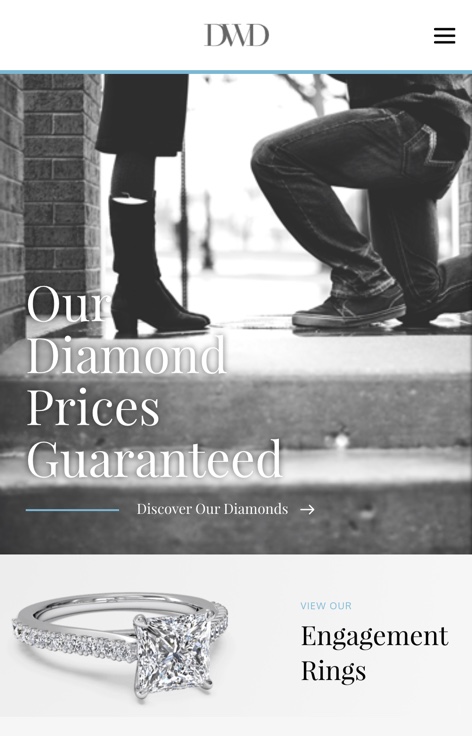 DWD
Our
Diamond
Prices
Guaranteed
Discover Our Diamonds
VIEW OUR
Engagement
Rings